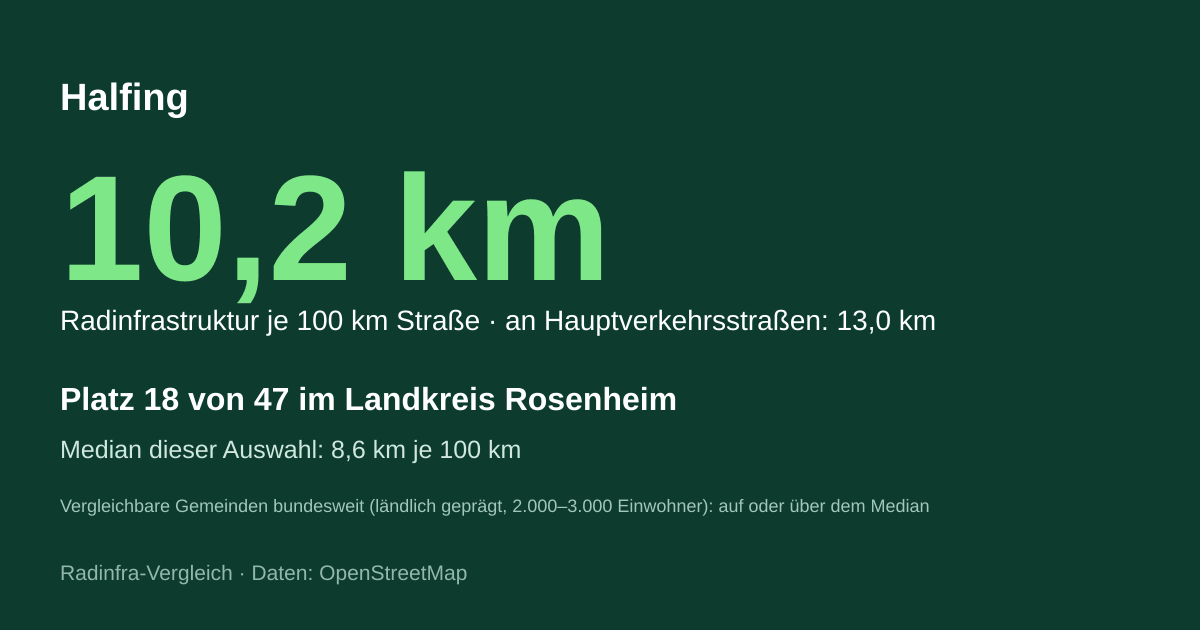 Halfing
10,2 km
Radinfrastruktur je 100 km Straße · an Hauptverkehrsstraßen: 13,0 km
Platz 18 von 47 im Landkreis Rosenheim
Median dieser Auswahl: 8,6 km je 100 km
Vergleichbare Gemeinden bundesweit (ländlich geprägt, 2.000–3.000 Einwohner): auf oder über dem Median
Radinfra-Vergleich · Daten: OpenStreetMap